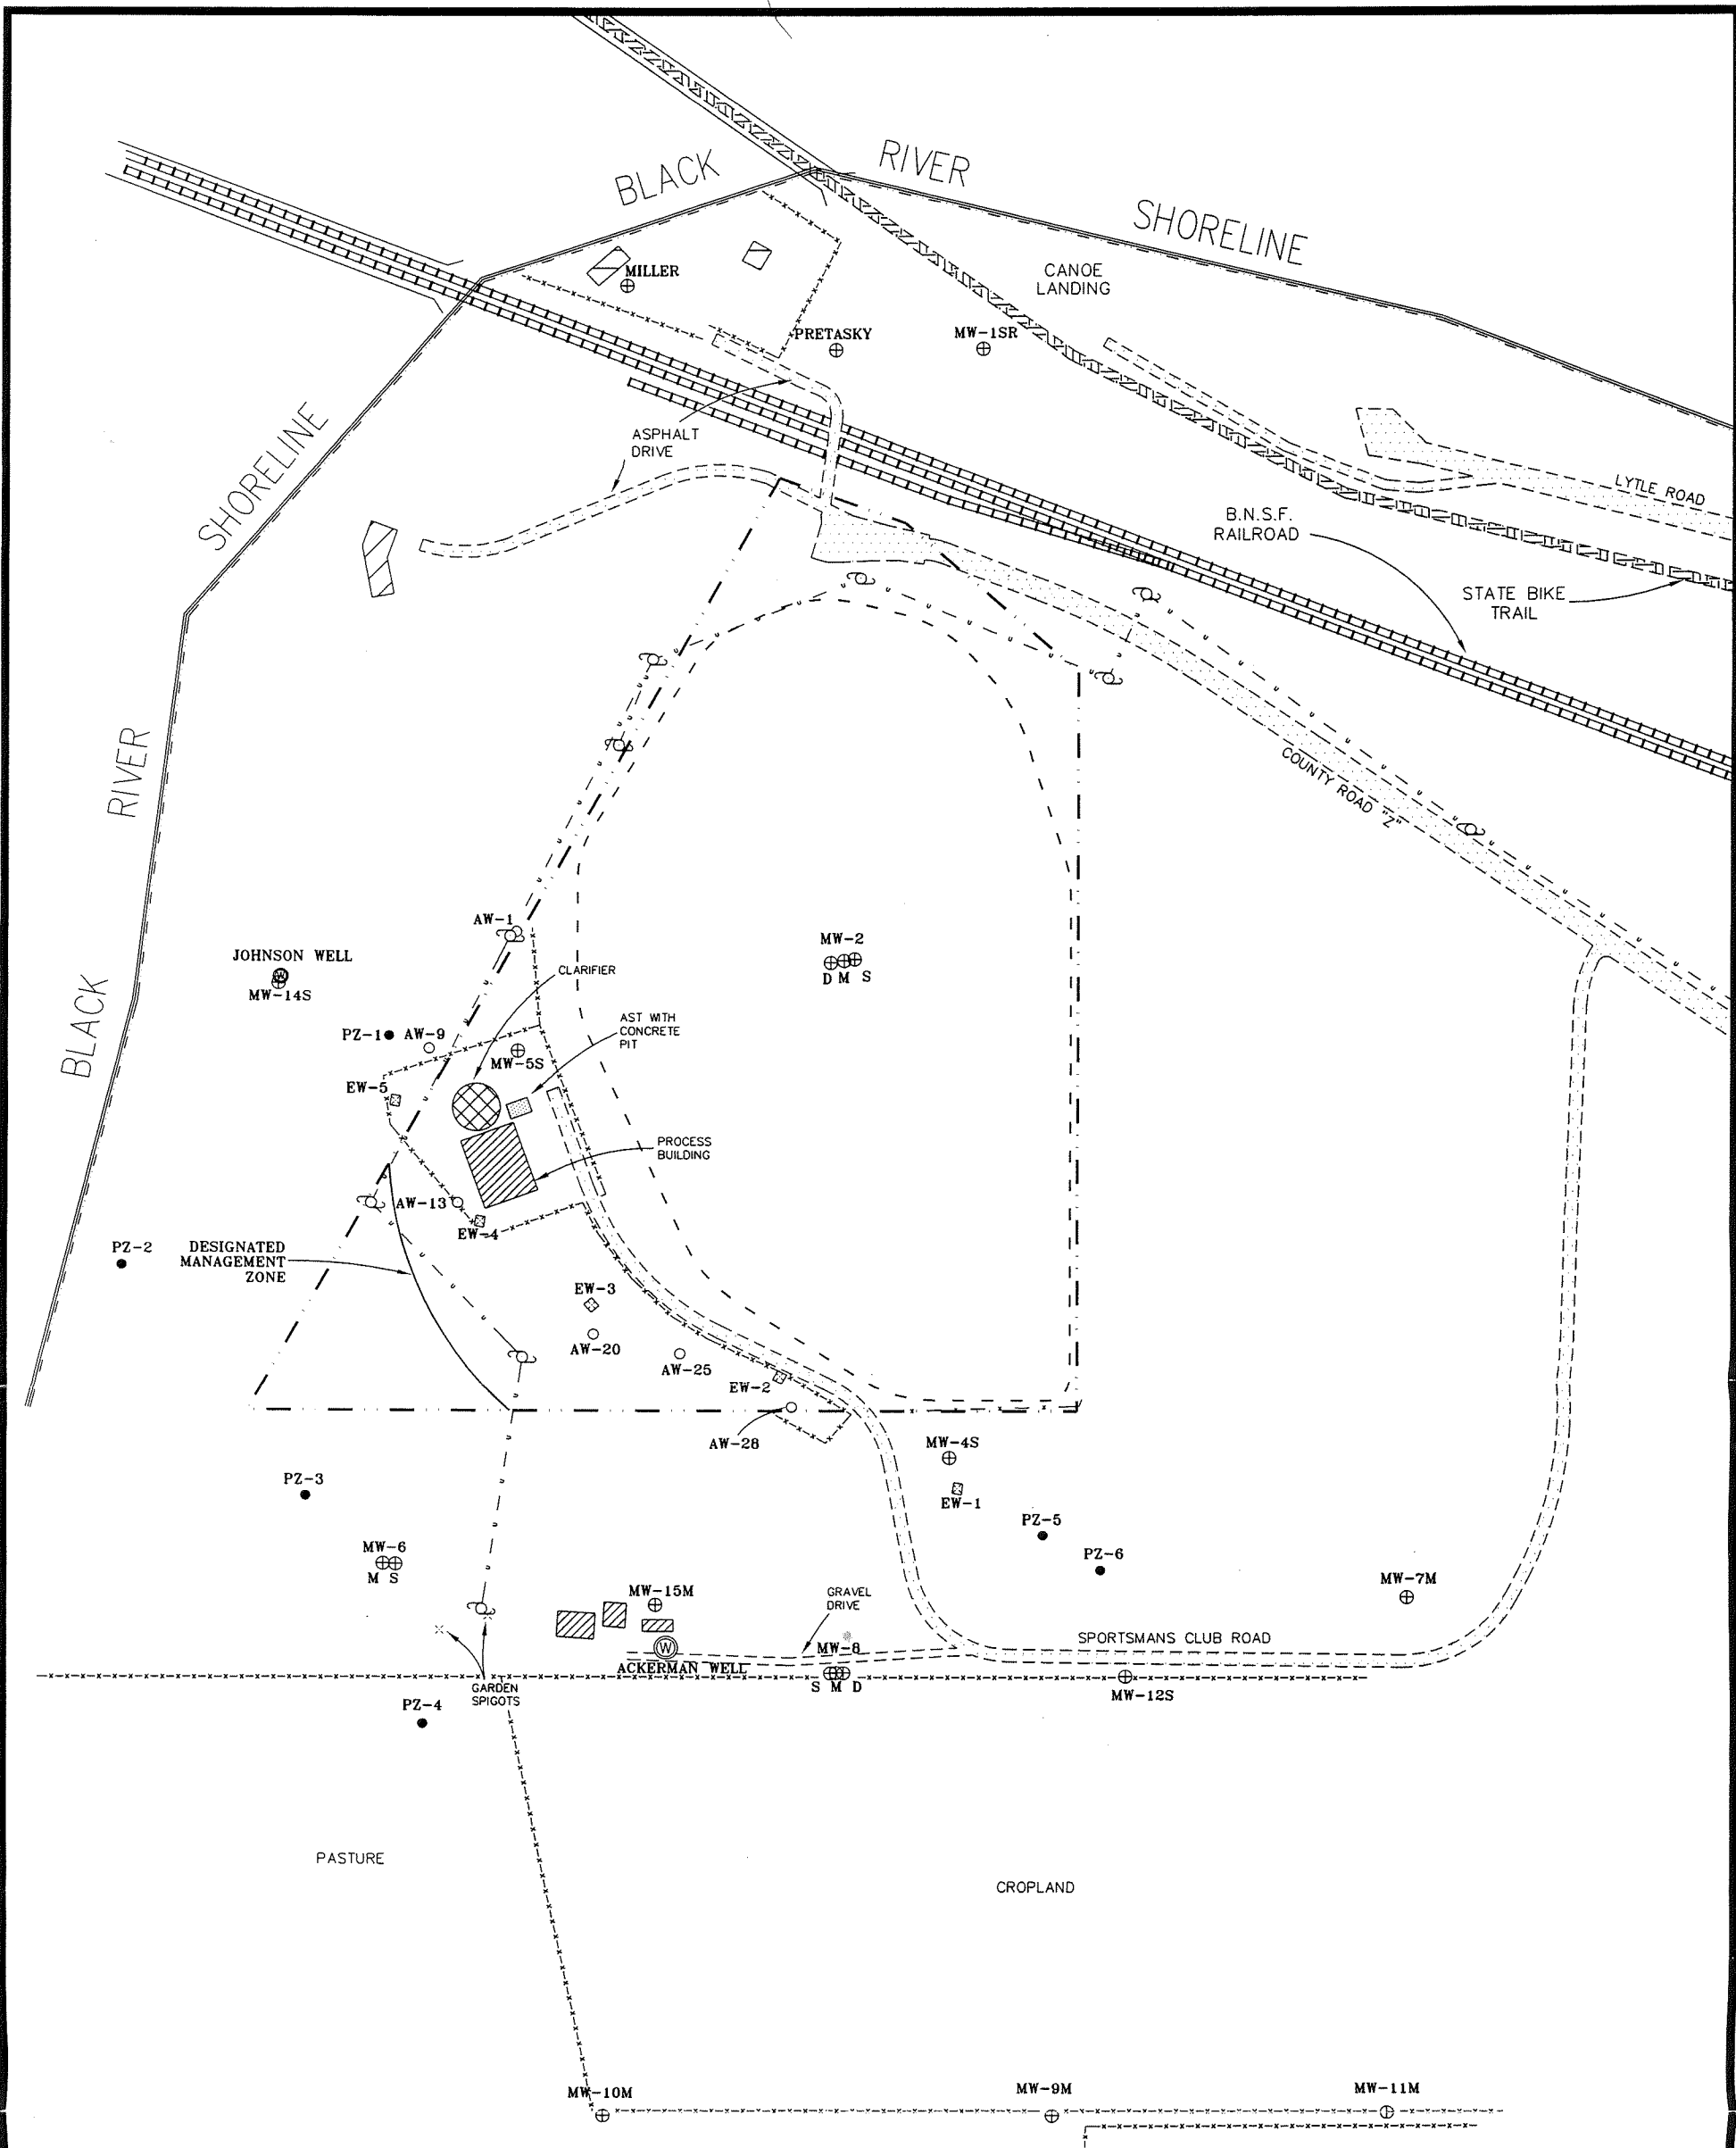 BLACK
RIVER
SHORELINE
CANOE
LANDING
MILLER
PRETASKY
MW-1SR
ASPHALT
DRIVE
SHORELINE
LYTLE ROAD
B.N.S.F.
RAILROAD
STATE BIKE
TRAIL
RIVER
COUNTY ROAD "Z"
AW-1
MW-2
D M S
JOHNSON WELL
W
MW-14S
CLARIFIER
BLACK
AST WITH
CONCRETE
PIT
PZ-1
AW-9
MW-5S
EW-5
PROCESS
BUILDING
AW-13
EW-4
PZ-2
DESIGNATED
MANAGEMENT
ZONE
EW-3
AW-20
AW-25
EW-2
AW-28
MW-4S
EW-1
PZ-3
PZ-5
PZ-6
MW-6
M S
MW-7M
MW-15M
GRAVEL
DRIVE
SPORTSMANS CLUB ROAD
W
MW-8
ACKERMAN WELL
S M D
MW-12S
GARDEN
SPIGOTS
PZ-4
PASTURE
CROPLAND
MW-10M
MW-9M
MW-11M